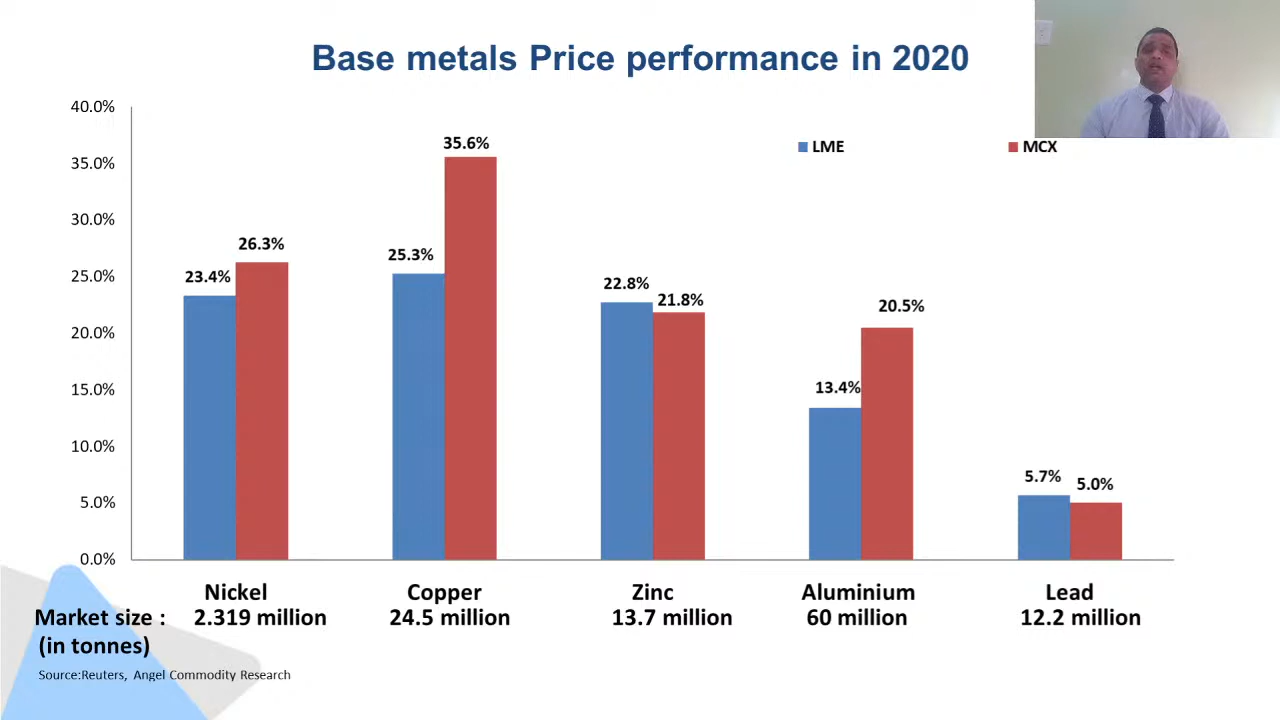 Base metals Price performance in 2020
LME MCX
40.0%
35.0%
30.0%
25.0%
20.0%
15.0%
10.0%
5.0%
0.0%
23.4% 26.3% 25.3% 35.6% 22.8% 21.8% 13.4% 20.5% 5.7% 5.0%
Nickel Copper Zinc Aluminium Lead
Market size : 2.319 million 24.5 million 13.7 million 60 million 12.2 million
(in tonnes)
Source:Reuters, Angel Commodity Research